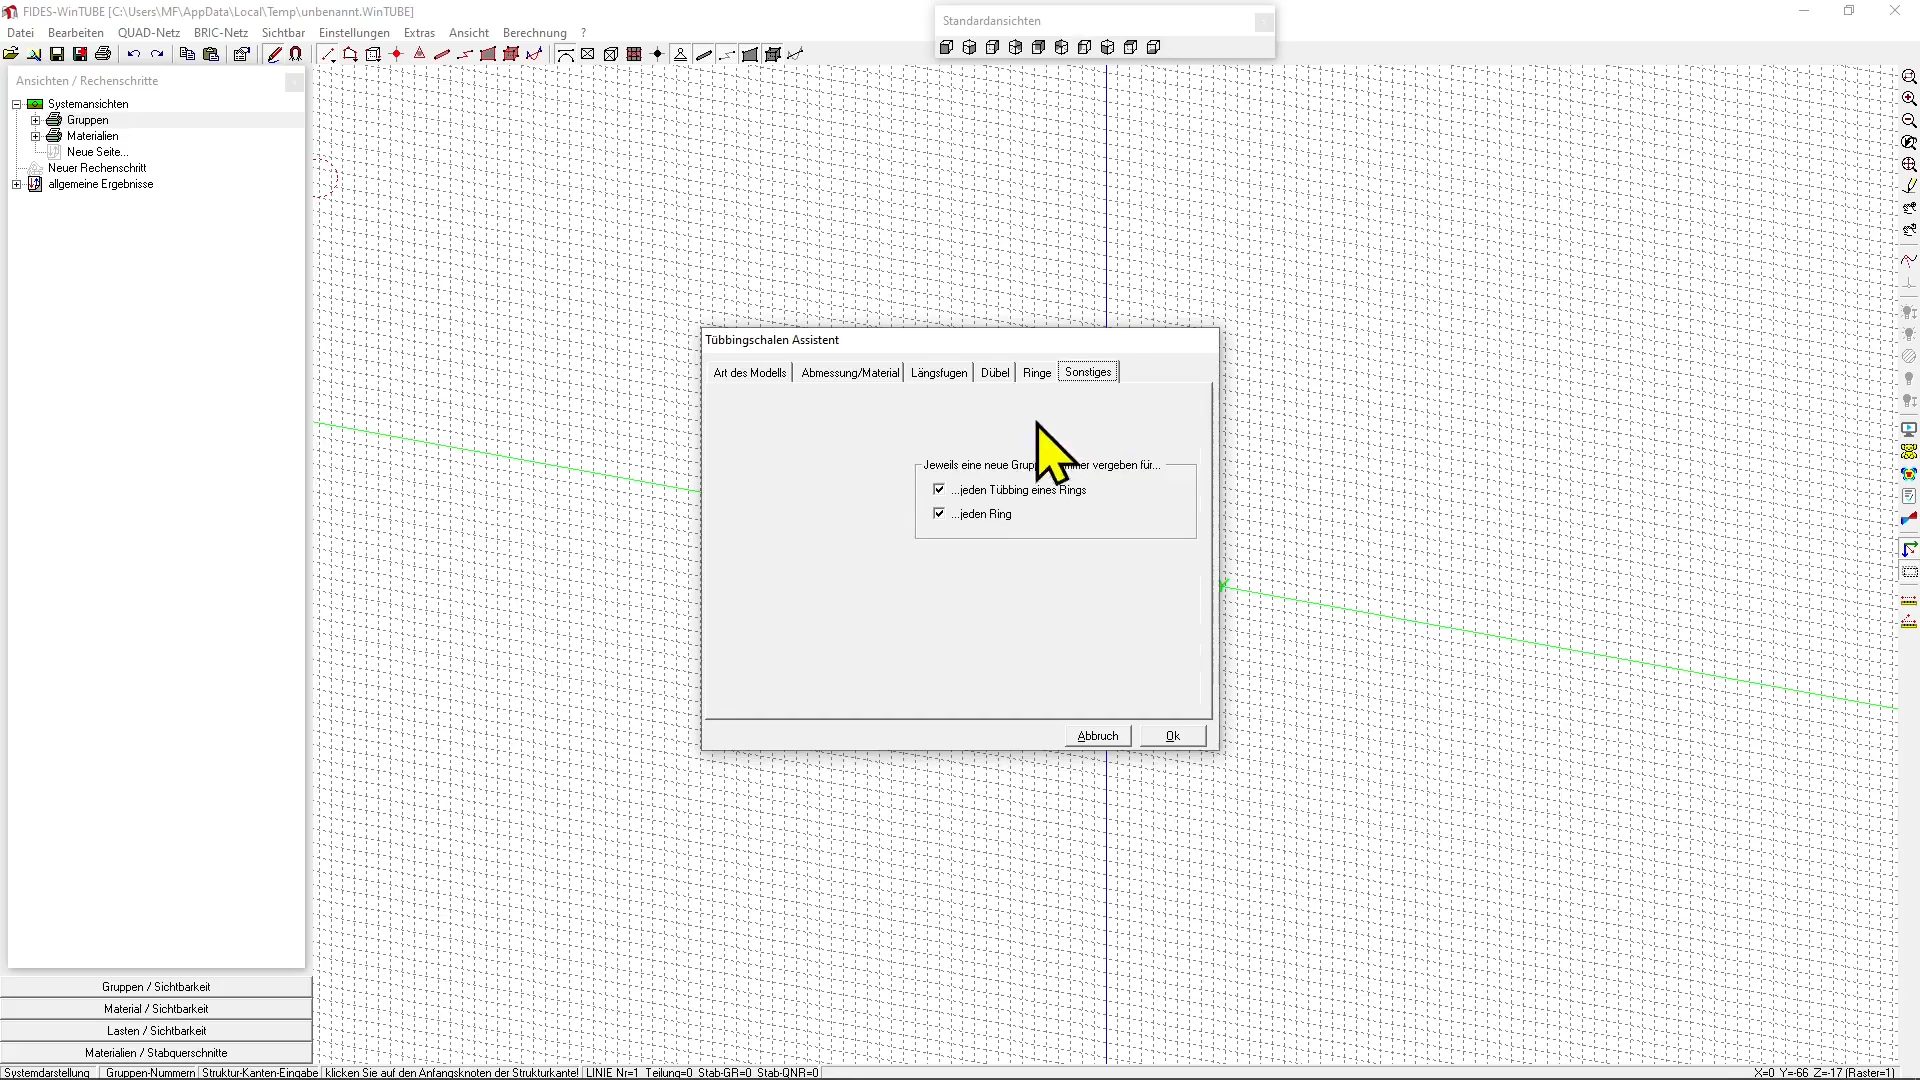 FIDES-WinTUBE [C:\Users\MF\AppData\Local\Temp\unbenannt.WinTUBE]
Standardansichten
Datei Bearbeiten QUAD-Netz BRIC-Netz Sichtbar Einstellungen Extras Ansicht Berechnung ?
Ansichten / Rechenschritte
Systemansichten
Gruppen
Materialien
Neue Seite...
Neuer Rechenschritt
allgemeine Ergebnisse
Tübbingschalen Assistent
Art des Modells Abmessung/Material Längsfugen Dübel Ringe Sonstiges
Jeweils eine neue vergeben für...
...jeden Tübbing eines Rings
...jeden Ring
Abbruch Ok
Gruppen / Sichtbarkeit
Material / Sichtbarkeit
Lasten / Sichtbarkeit
Materialien / Stabquerschnitte
Systemdarstellung Gruppen-Nummern Struktur-Kanten-Eingabe klicken Sie auf den Anfangsknoten der Strukturkante! LINIE Nr=1 Teilung=0 Stab-GR=0 Stab-QNR=0 X=0 Y=-66 Z=-17 (Raster=1)